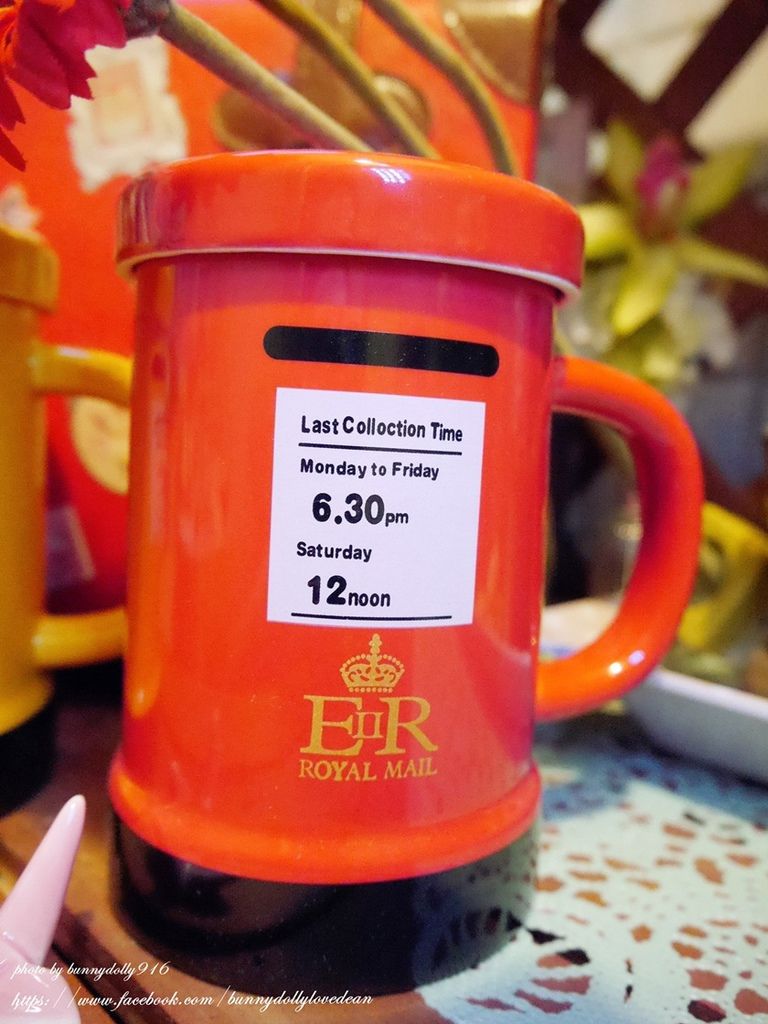 Last Colloction Time
Monday to Friday
6.30pm
Saturday
12noon
EIIR
ROYAL MAIL
photo by bunnydolly916
https://www.facebook.com/bunnydollylovedean